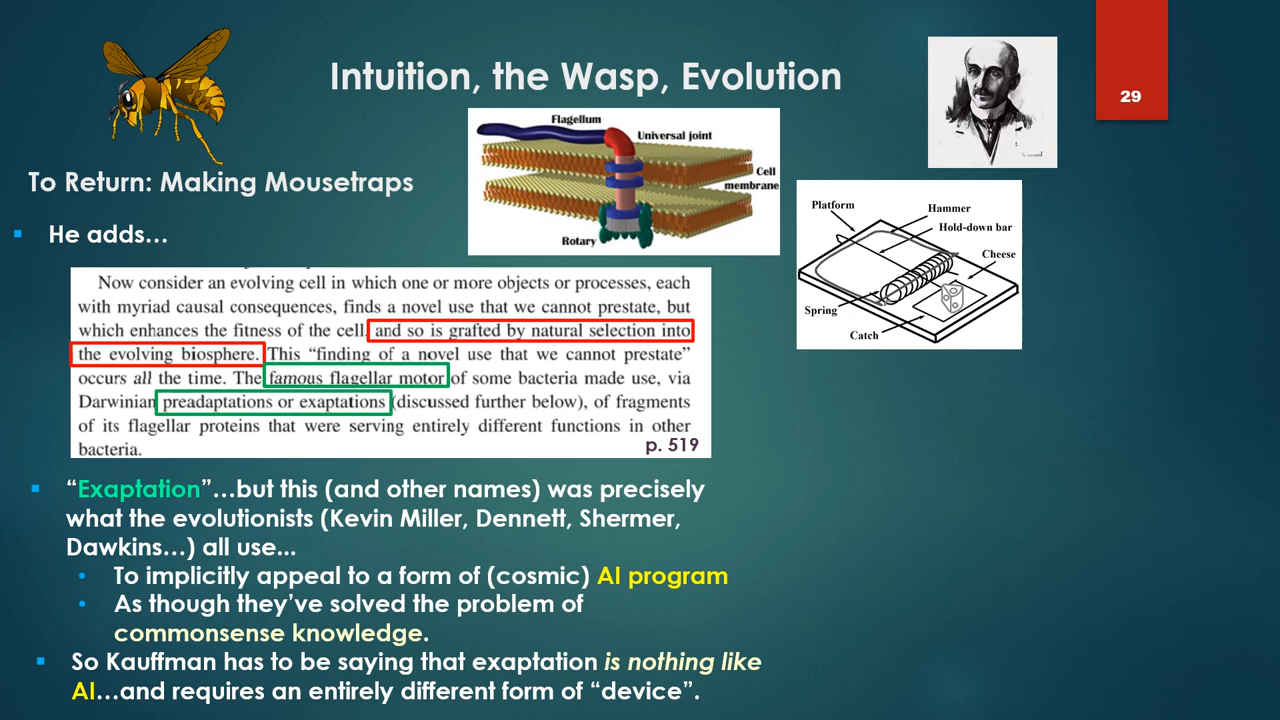 Intuition, the Wasp, Evolution
29
Flagellum
Universal joint
Cell
membrane
Rotary
To Return: Making Mousetraps
He adds…
Platform
Hammer
Hold-down bar
Cheese
Spring
Catch
Now consider an evolving cell in which one or more objects or processes, each
with myriad causal consequences, finds a novel use that we cannot prestate, but
which enhances the fitness of the cell, and so is grafted by natural selection into
the evolving biosphere. This “finding of a novel use that we cannot prestate”
occurs all the time. The famous flagellar motor of some bacteria made use, via
Darwinian preadaptations or exaptations (discussed further below), of fragments
of its flagellar proteins that were serving entirely different functions in other
bacteria.
p. 519
“Exaptation”…but this (and other names) was precisely
what the evolutionists (Kevin Miller, Dennett, Shermer,
Dawkins…) all use...
To implicitly appeal to a form of (cosmic) AI program
As though they’ve solved the problem of
commonsense knowledge.
So Kauffman has to be saying that exaptation is nothing like
AI…and requires an entirely different form of “device”.